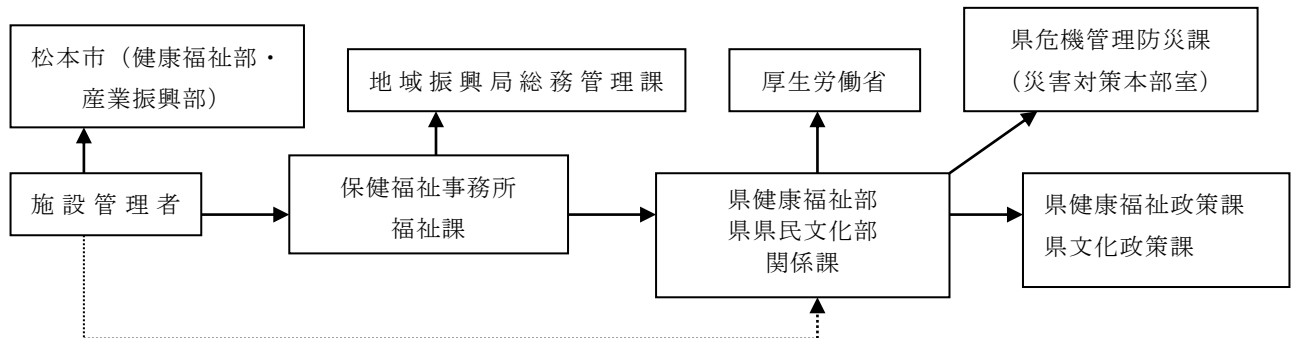 松本市（健康福祉部・
産業振興部）
地域振興局総務管理課
厚生労働省
県危機管理防災課
（災害対策本部室）
施設管理者
保健福祉事務所
福祉課
県健康福祉部
県県民文化部
関係課
県健康福祉政策課
県文化政策課